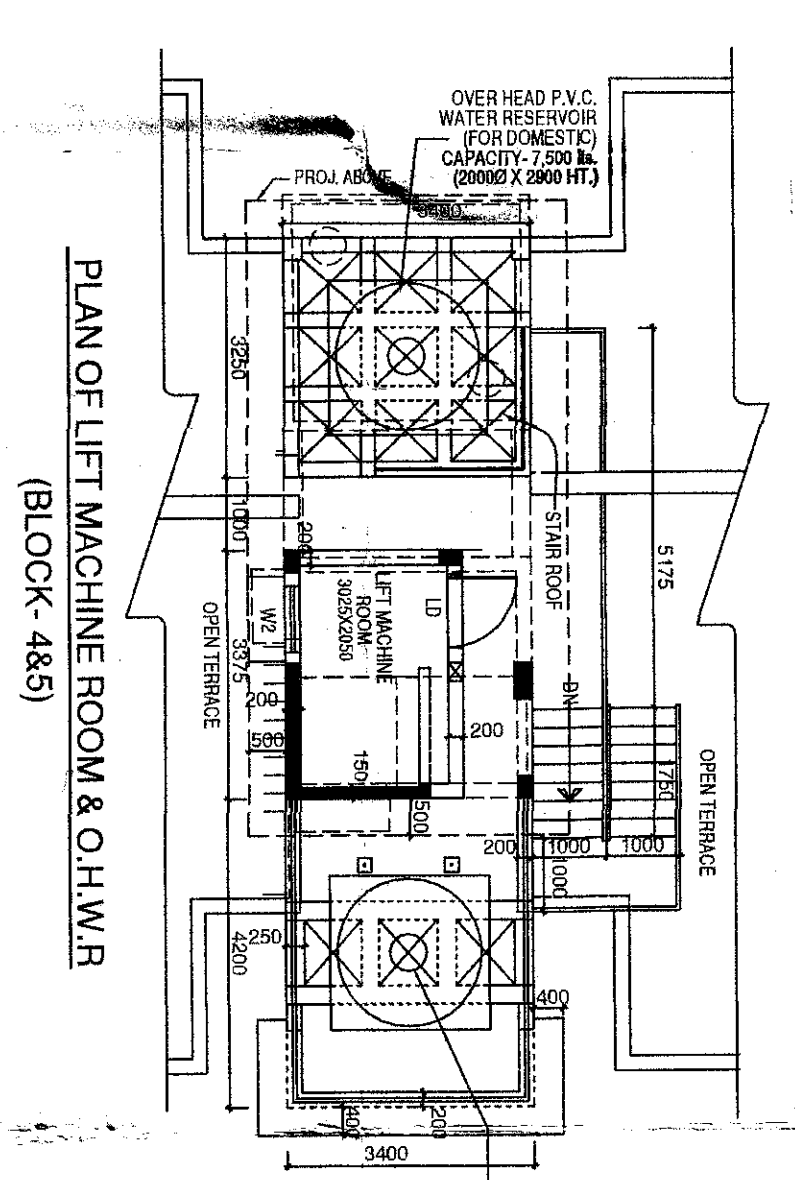 OVER HEAD P.V.C.
WATER RESERVOIR
(FOR DOMESTIC)
CAPACITY- 7,500 lts.
(2000Ø X 2900 HT.)
PROJ. ABOVE
3400
3250
1000
3375
4200
200
STAIR ROOF
5175
LIFT MACHINE
ROOM
3025X2050
LD
W2
OPEN TERRACE
DN
OPEN TERRACE
200
500
150
200
500
1750
200
1000
1000
1000
250
400
400
200
3400
PLAN OF LIFT MACHINE ROOM & O.H.W.R
(BLOCK- 4&5)